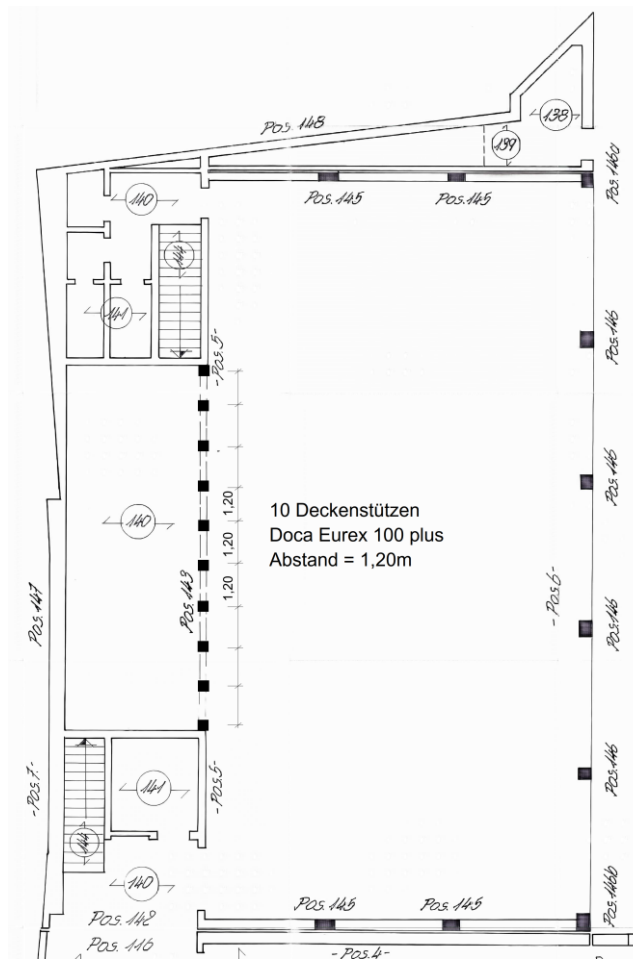 Pos. 148
138
139
Pos. 146a
140
Pos. 145
Pos. 145
144
141
-Pos. 5-
Pos. 146
10 Deckenstützen
Doca Eurex 100 plus
Abstand = 1,20m
1,20
1,20
1,20
140
Pos. 143
Pos. 146
-Pos. 6-
Pos. 147
Pos. 146
-Pos. 7-
-Pos. 5-
141
144
Pos. 146
140
Pos. 145
Pos. 145
Pos. 146b
Pos. 142
Pos. 116
-Pos. 4-